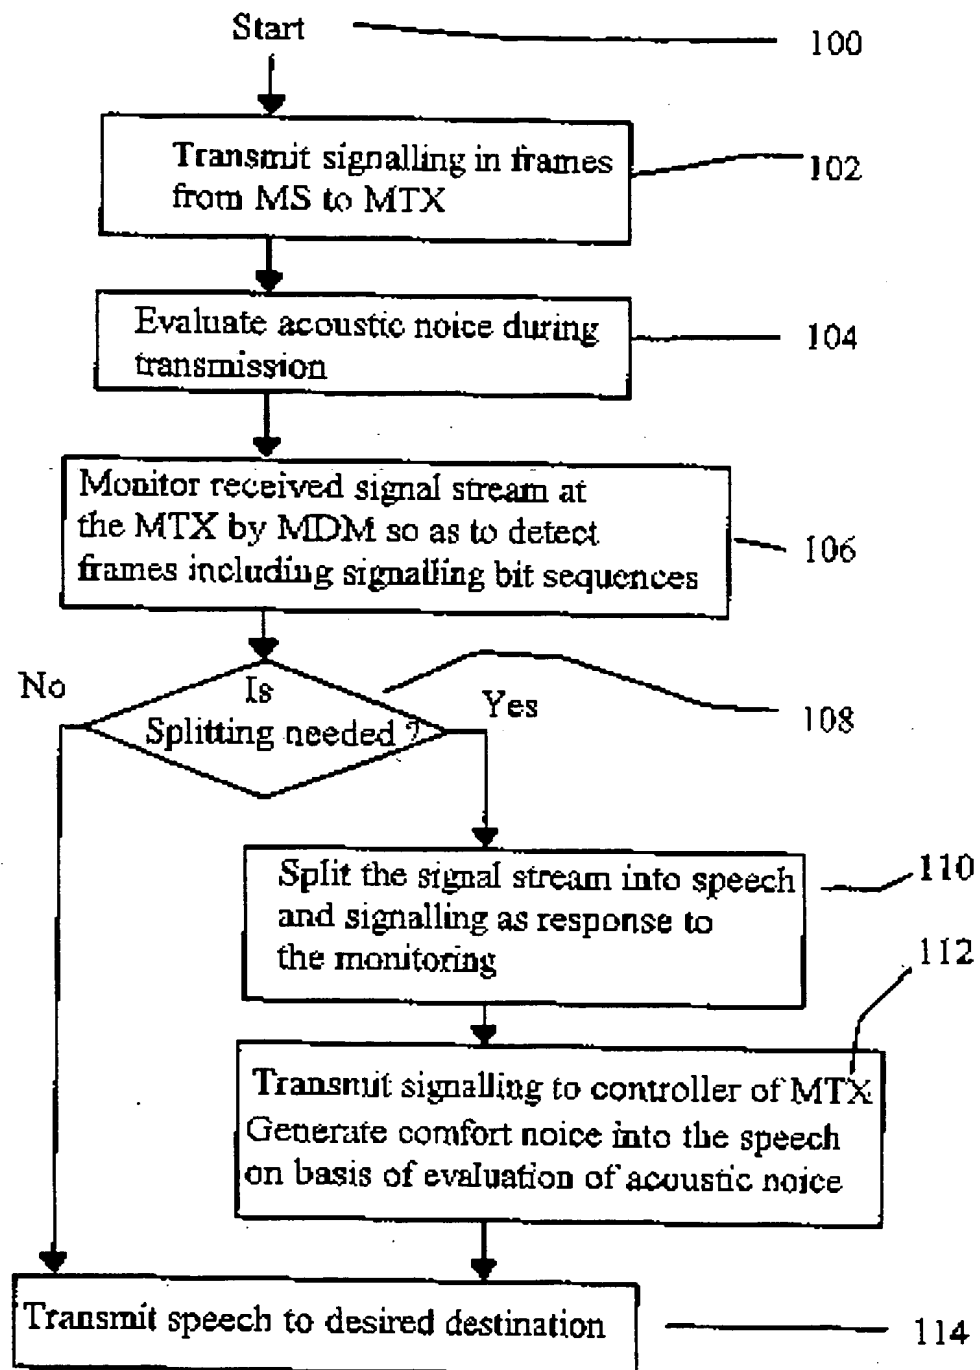 Start
100
Transmit signalling in frames
from MS to MTX
102
Evaluate acoustic noise during
transmission
104
Monitor received signal stream at
the MTX by MDM so as to detect
frames including signalling bit sequences
106
No
Is
Splitting needed ?
Yes
108
Split the signal stream into speech
and signalling as response to
the monitoring
110
112
Transmit signalling to controller of MTX
Generate comfort noise into the speech
on basis of evaluation of acoustic noise
Transmit speech to desired destination
114